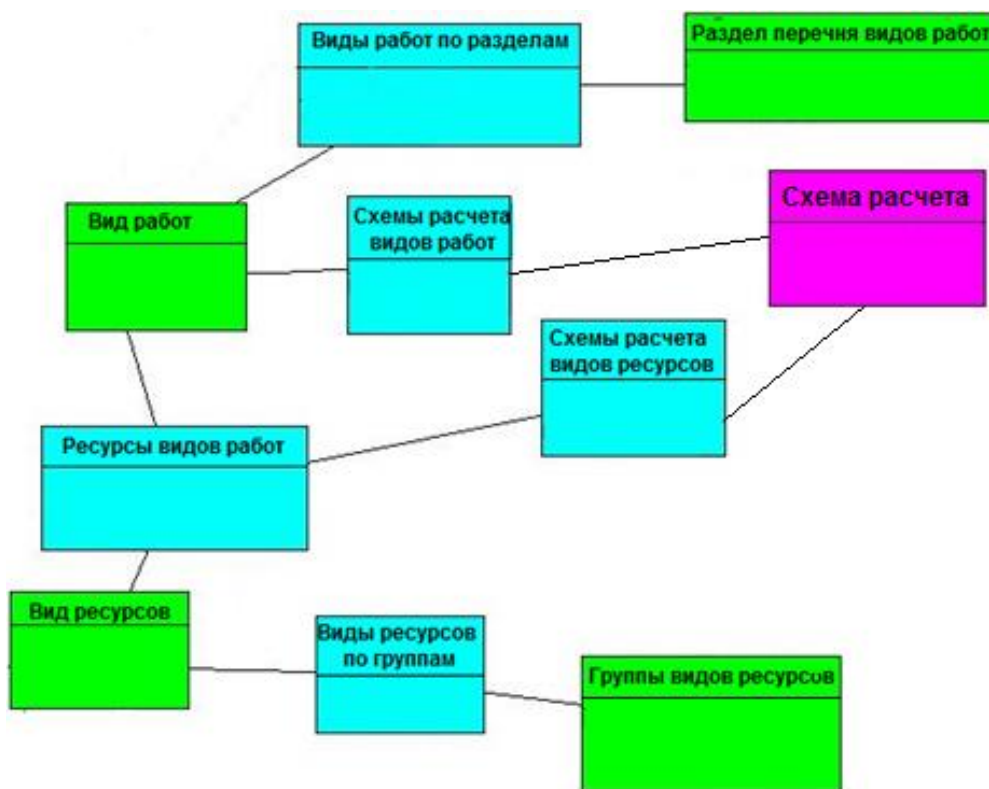 Виды работ по разделам
Раздел перечня видов работ
Вид работ
Схемы расчета
видов работ
Схема расчета
Схемы расчета
видов ресурсов
Ресурсы видов работ
Вид ресурсов
Виды ресурсов
по группам
Группы видов ресурсов